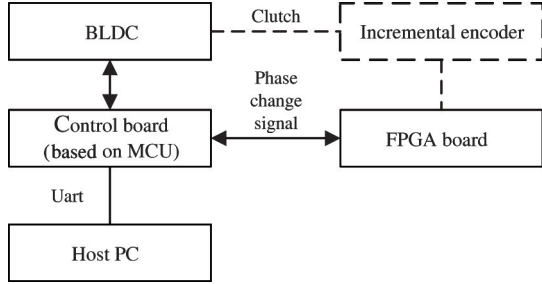 BLDC
Clutch
Incremental encoder
Phase
change
signal
Control board
(based on MCU)
FPGA board
Uart
Host PC